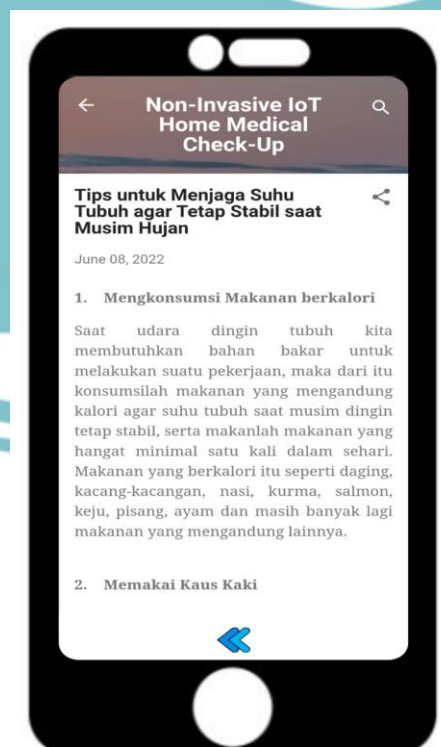 Non-Invasive IoT
Home Medical
Check-Up
Tips untuk Menjaga Suhu
Tubuh agar Tetap Stabil saat
Musim Hujan
June 08, 2022
1. Mengkonsumsi Makanan berkalori
Saat udara dingin tubuh kita
membutuhkan bahan bakar untuk
melakukan suatu pekerjaan, maka dari itu
konsumsilah makanan yang mengandung
kalori agar suhu tubuh saat musim dingin
tetap stabil, serta makanlah makanan yang
hangat minimal satu kali dalam sehari.
Makanan yang berkalori itu seperti daging,
kacang-kacangan, nasi, kurma, salmon,
keju, pisang, ayam dan masih banyak lagi
makanan yang mengandung lainnya.
2. Memakai Kaus Kaki